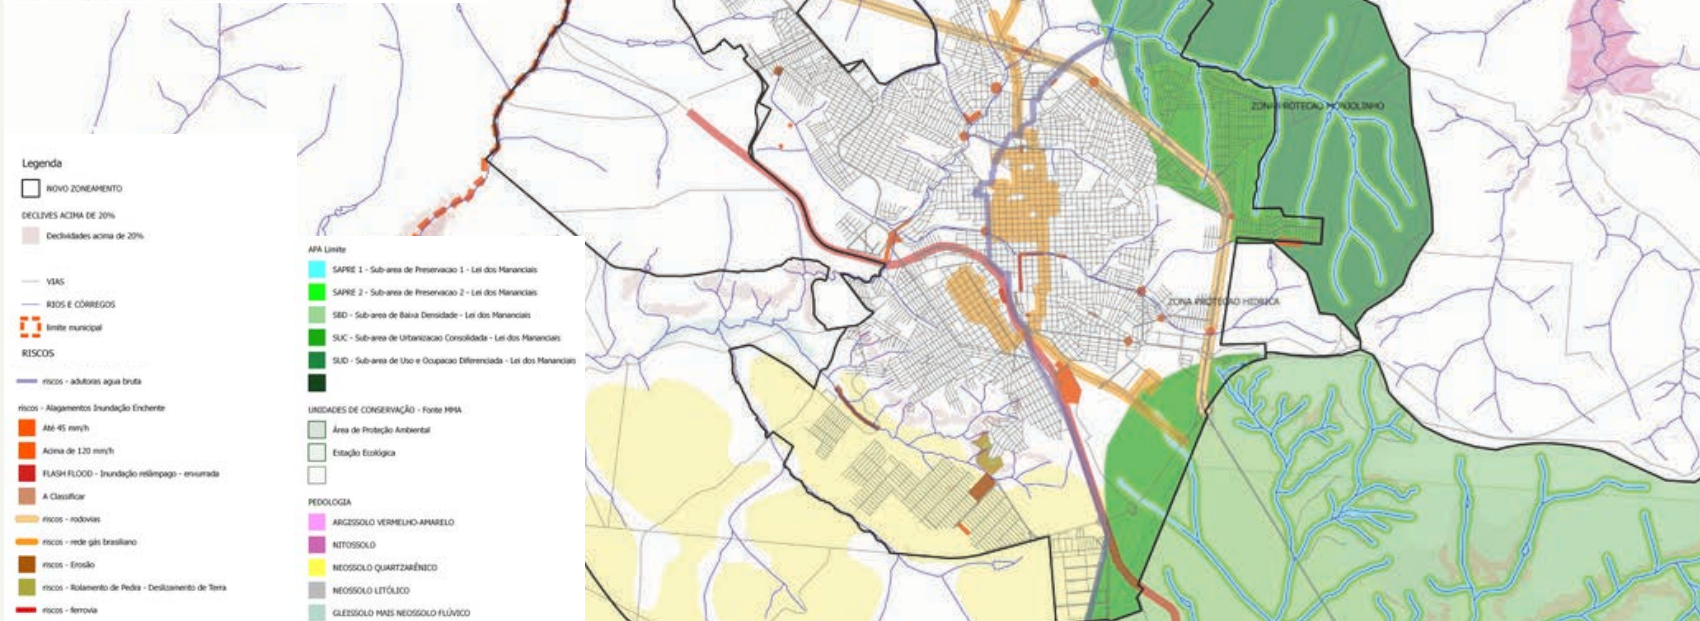 Legenda
NOVO ZONEAMENTO
DECLIVES ACIMA DE 20%
Declividades acima de 20%
VIAS
RIOS E CÓRREGOS
limite municipal
RISCOS
riscos - adutoras agua bruta
riscos - Alagamentos Inundação Enchente
Até 45 mm/h
Acima de 120 mm/h
FLASH FLOOD - Inundação relâmpago - enxurrada
A Classificar
riscos - rodovias
riscos - rede gás brasiliano
riscos - Erosão
riscos - Rolamento de Pedra - Deslizamento de Terra
riscos - ferrovia
APA Limite
SAPRE 1 - Sub-area de Preservacao 1 - Lei dos Mananciais
SAPRE 2 - Sub-area de Preservacao 2 - Lei dos Mananciais
SBD - Sub-area de Baixa Densidade - Lei dos Mananciais
SUC - Sub-area de Urbanizacao Consolidada - Lei dos Mananciais
SUD - Sub-area de Uso e Ocupacao Diferenciada - Lei dos Mananciais
UNIDADES DE CONSERVAÇÃO - Fonte MMA
Área de Proteção Ambiental
Estação Ecológica
PEDOLOGIA
ARGISSOLO VERMELHO-AMARELO
NITOSSOLO
NEOSSOLO QUARTZARÊNICO
NEOSSOLO LITÓLICO
GLEISSOLO MAIS NEOSSOLO FLÚVICO
ZONA PROTECAO MONJOLINHO
ZONA PROTECAO HIDRICA